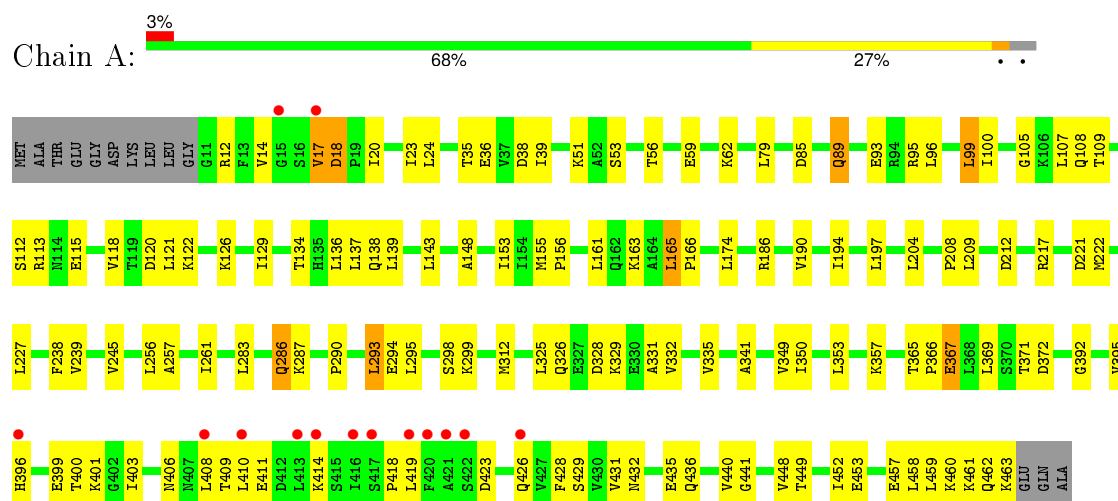 3%
Chain A:
68% 27% • •
MET ALA THR GLU GLY ASP LYS LEU LEU GLY G11 R12 F13 V14 G15 S16 V17 D18 P19 I20 I23 L24 T35 E36 V37 D38 I39 K51 A52 S53 T56 E59 K62 L79 D85 Q89 E93 R94 R95 L96 L99 I100 G105 K106 L107 Q108 T109
S112 R113 N114 E115 V118 T119 D120 L121 K122 K126 I129 T134 H135 L136 L137 Q138 L139 L143 A148 I153 I154 M155 P156 L161 Q162 K163 A164 L165 P166 L174 R186 V190 I194 L197 L204 P208 L209 D212 R217 D221 M222
L227 F238 V239 V245 L256 A257 I261 L283 Q286 K287 P290 L293 E294 L295 S298 K299 M312 L325 Q326 E327 D328 K329 E330 A331 V332 V335 A341 V349 I350 L353 K357 T365 P366 E367 L368 L369 S370 T371 D372 G392 V395
H396 E399 T400 K401 G402 I403 N406 N407 L408 T409 L410 E411 D412 L413 K414 S415 I416 S417 P418 L419 F420 A421 S422 D423 Q426 V427 F428 S429 V430 V431 N432 E435 Q436 V440 G441 V448 T449 I452 E453 E457 L458 L459 K460 K461 Q462 K463 GLU GLN ALA